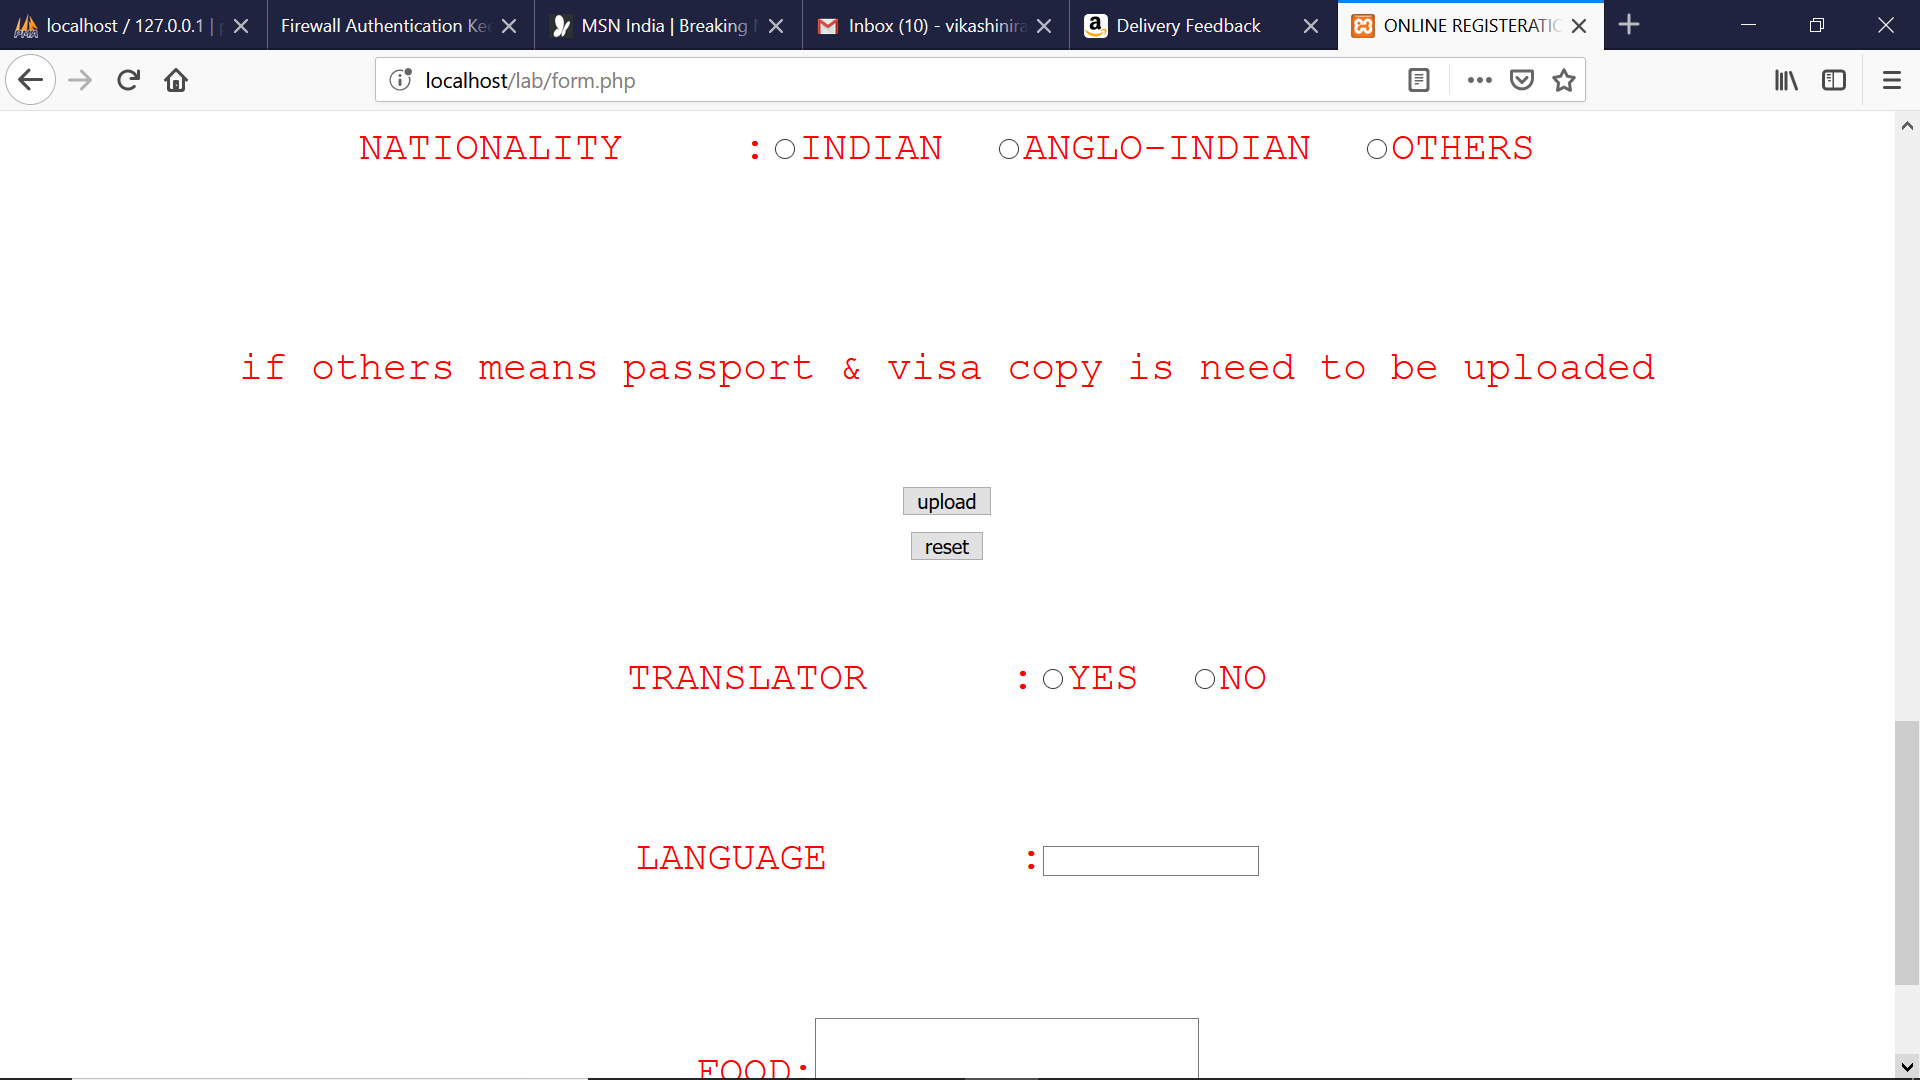 localhost / 127.0.0.1 |
Firewall Authentication Ke
MSN India | Breaking
Inbox (10) - vikashinira
Delivery Feedback
ONLINE REGISTERATIO
localhost/lab/form.php
NATIONALITY :INDIAN ANGLO-INDIAN OTHERS
if others means passport & visa copy is need to be uploaded
upload
reset
TRANSLATOR :YES NO
LANGUAGE :
FOOD: